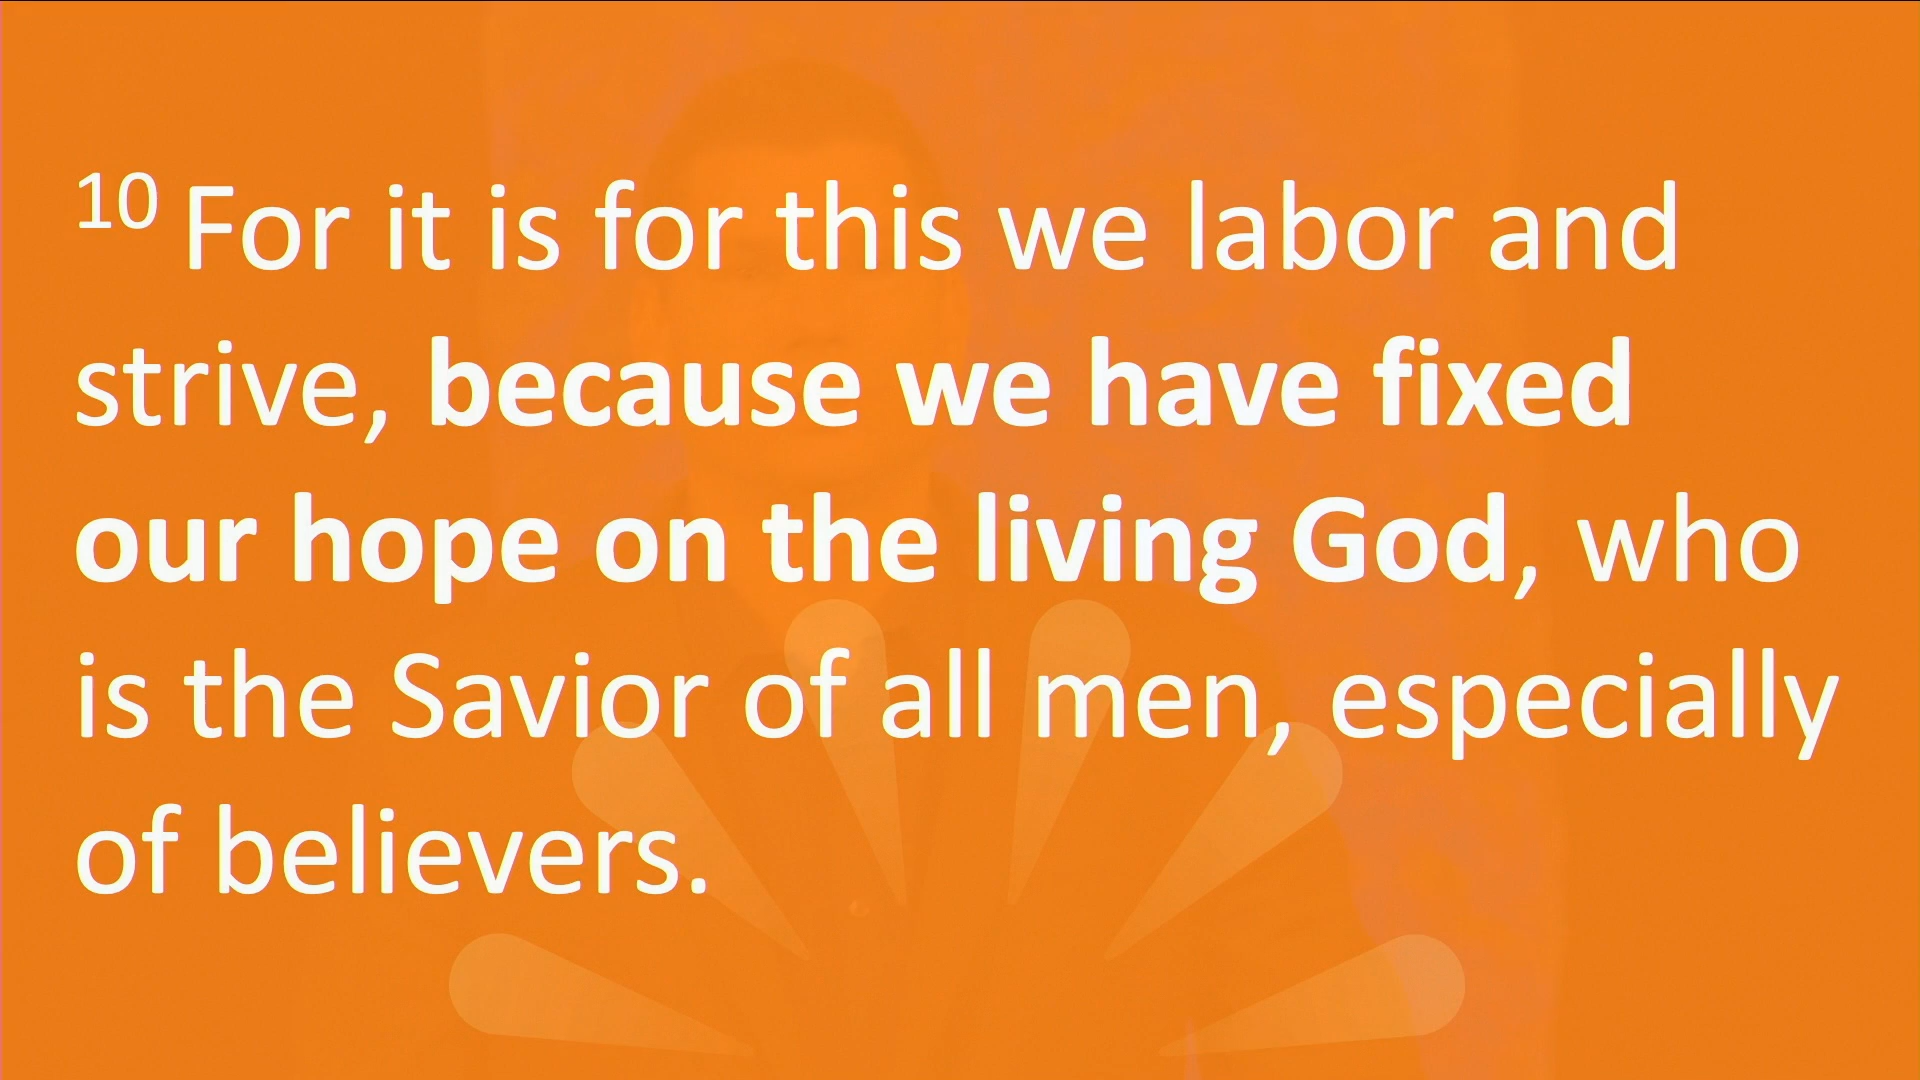 10 For it is for this we labor and
strive, because we have fixed
our hope on the living God, who
is the Savior of all men, especially
of believers.